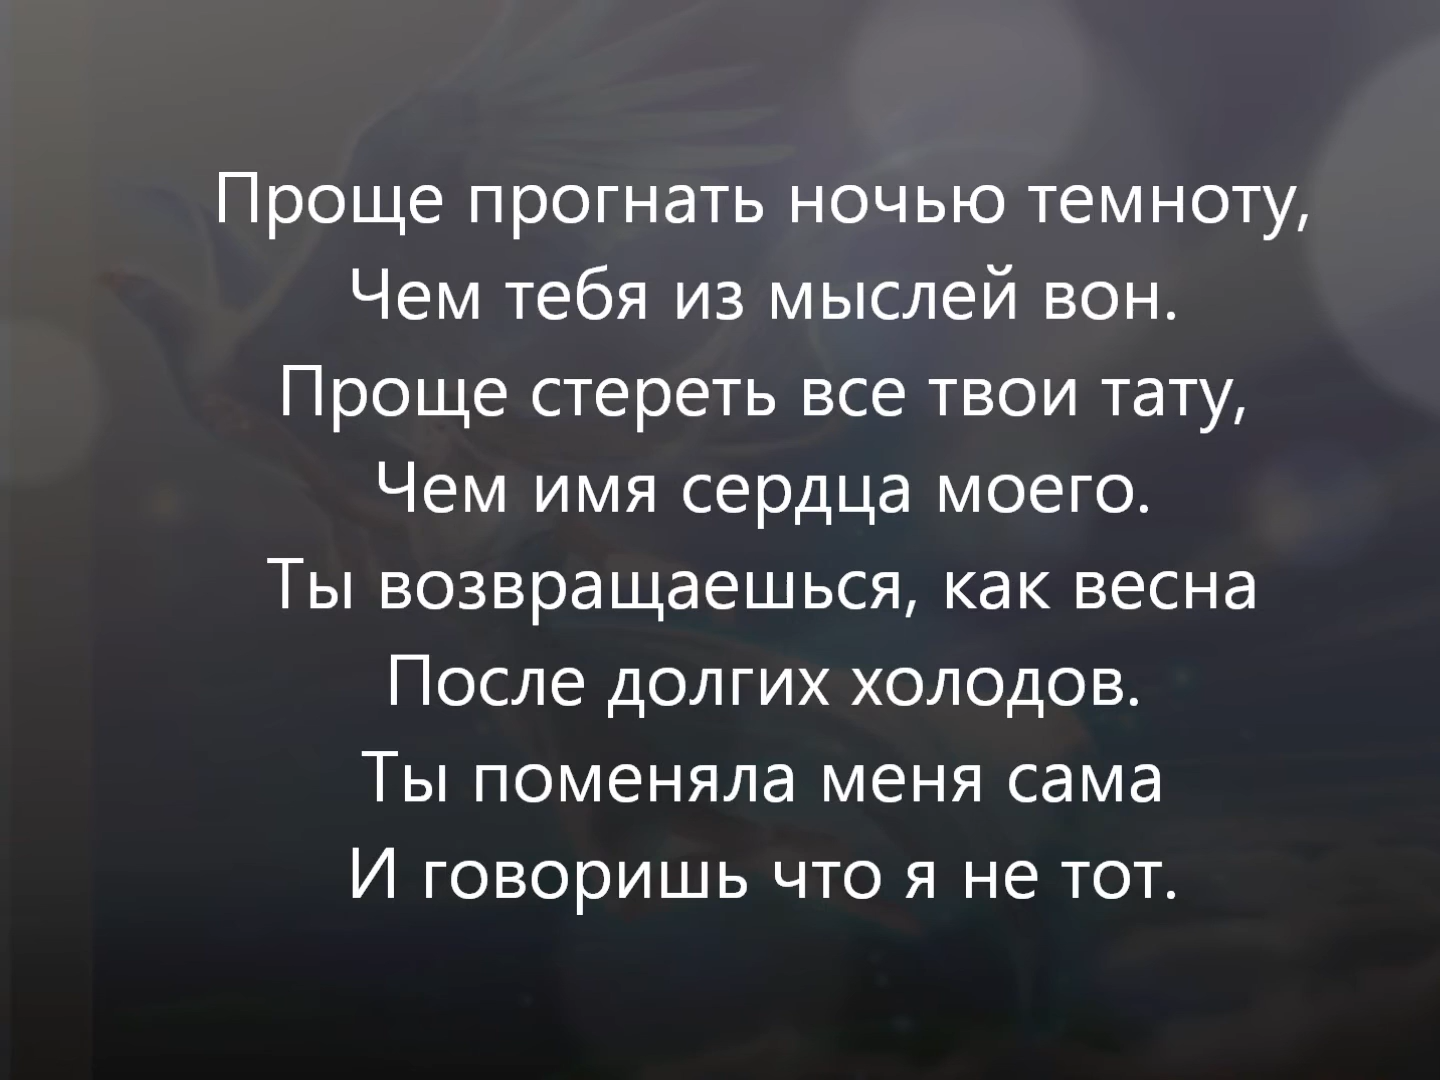 Проще прогнать ночью темноту,
Чем тебя из мыслей вон.
Проще стереть все твои тату,
Чем имя сердца моего.
Ты возвращаешься, как весна
После долгих холодов.
Ты поменяла меня сама
И говоришь что я не тот.